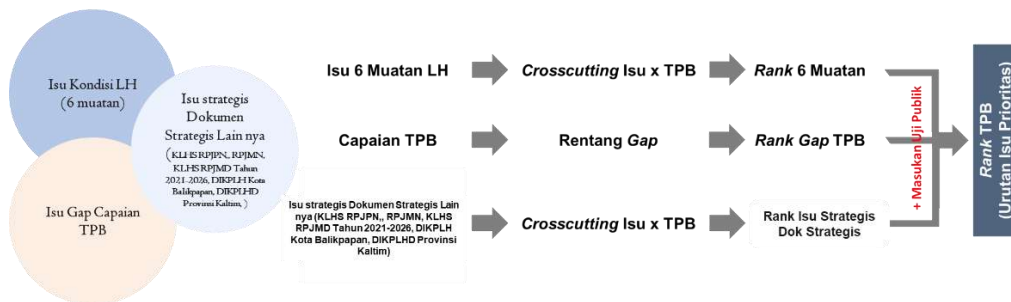 Isu Kondisi LH
(6 muatan)
Isu strategis
Dokumen
Strategis Lain nya
(KLHS RPJPN, RPJMN,
KLHS RPJMD Tahun
2021-2026, DIKPLH Kota
Balikpapan, DIKPLHD
Provinsi Kaltim, )
Isu Gap Capaian
TPB
Isu 6 Muatan LH
Crosscutting Isu x TPB
Rank 6 Muatan
Capaian TPB
Rentang Gap
Rank Gap TPB
Isu strategis Dokumen Strategis Lain
nya (KLHS RPJPN,, RPJMN, KLHS
RPJMD Tahun 2021-2026, DIKPLH
Kota Balikpapan, DIKPLHD Provinsi
Kaltim)
Crosscutting Isu x TPB
Rank Isu Strategis
Dok Strategis
+ Masukan Uji Publik
Rank TPB
(Urutan Isu Prioritas)